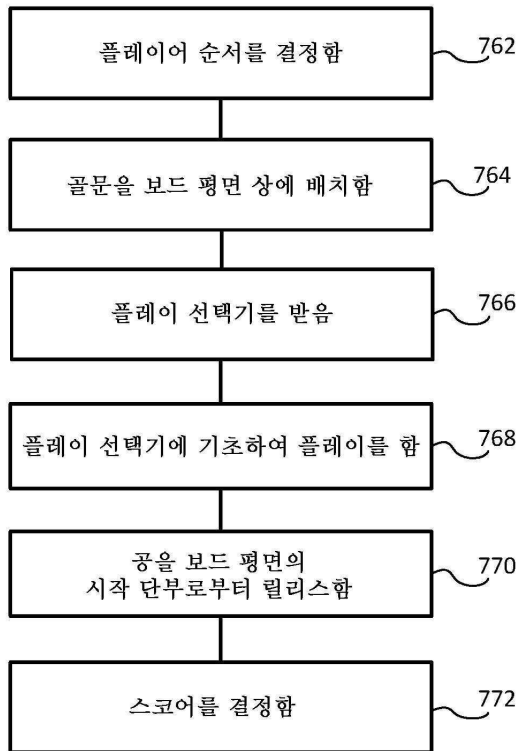 플레이어 순서를 결정함
762
골문을 보드 평면 상에 배치함
764
플레이 선택기를 받음
766
플레이 선택기에 기초하여 플레이를 함
768
공을 보드 평면의
시작 단부로부터 릴리스함
770
스코어를 결정함
772